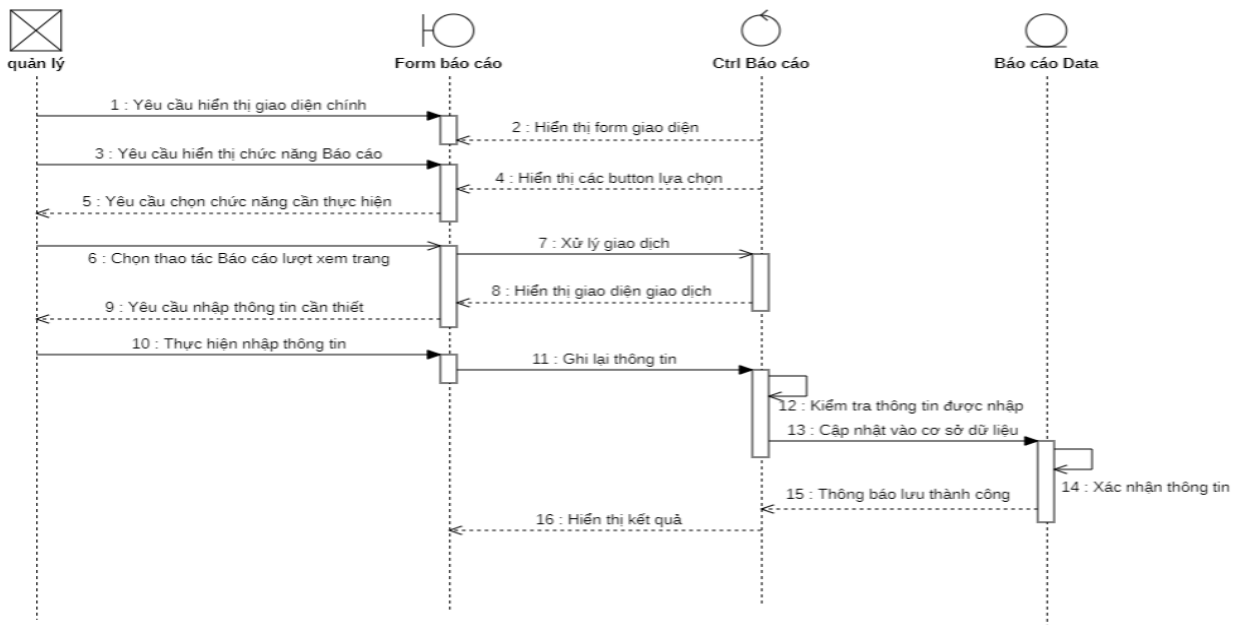 quản lý
Form báo cáo
Ctrl Báo cáo
Báo cáo Data
1 : Yêu cầu hiển thị giao diện chính
2 : Hiển thị form giao diện
3 : Yêu cầu hiển thị chức năng Báo cáo
4 : Hiển thị các button lựa chọn
5 : Yêu cầu chọn chức năng cần thực hiện
6 : Chọn thao tác Báo cáo lượt xem trang
7 : Xử lý giao dịch
8 : Hiển thị giao diện giao dịch
9 : Yêu cầu nhập thông tin cần thiết
10 : Thực hiện nhập thông tin
11 : Ghi lại thông tin
12 : Kiểm tra thông tin được nhập
13 : Cập nhật vào cơ sở dữ liệu
14 : Xác nhận thông tin
15 : Thông báo lưu thành công
16 : Hiển thị kết quả